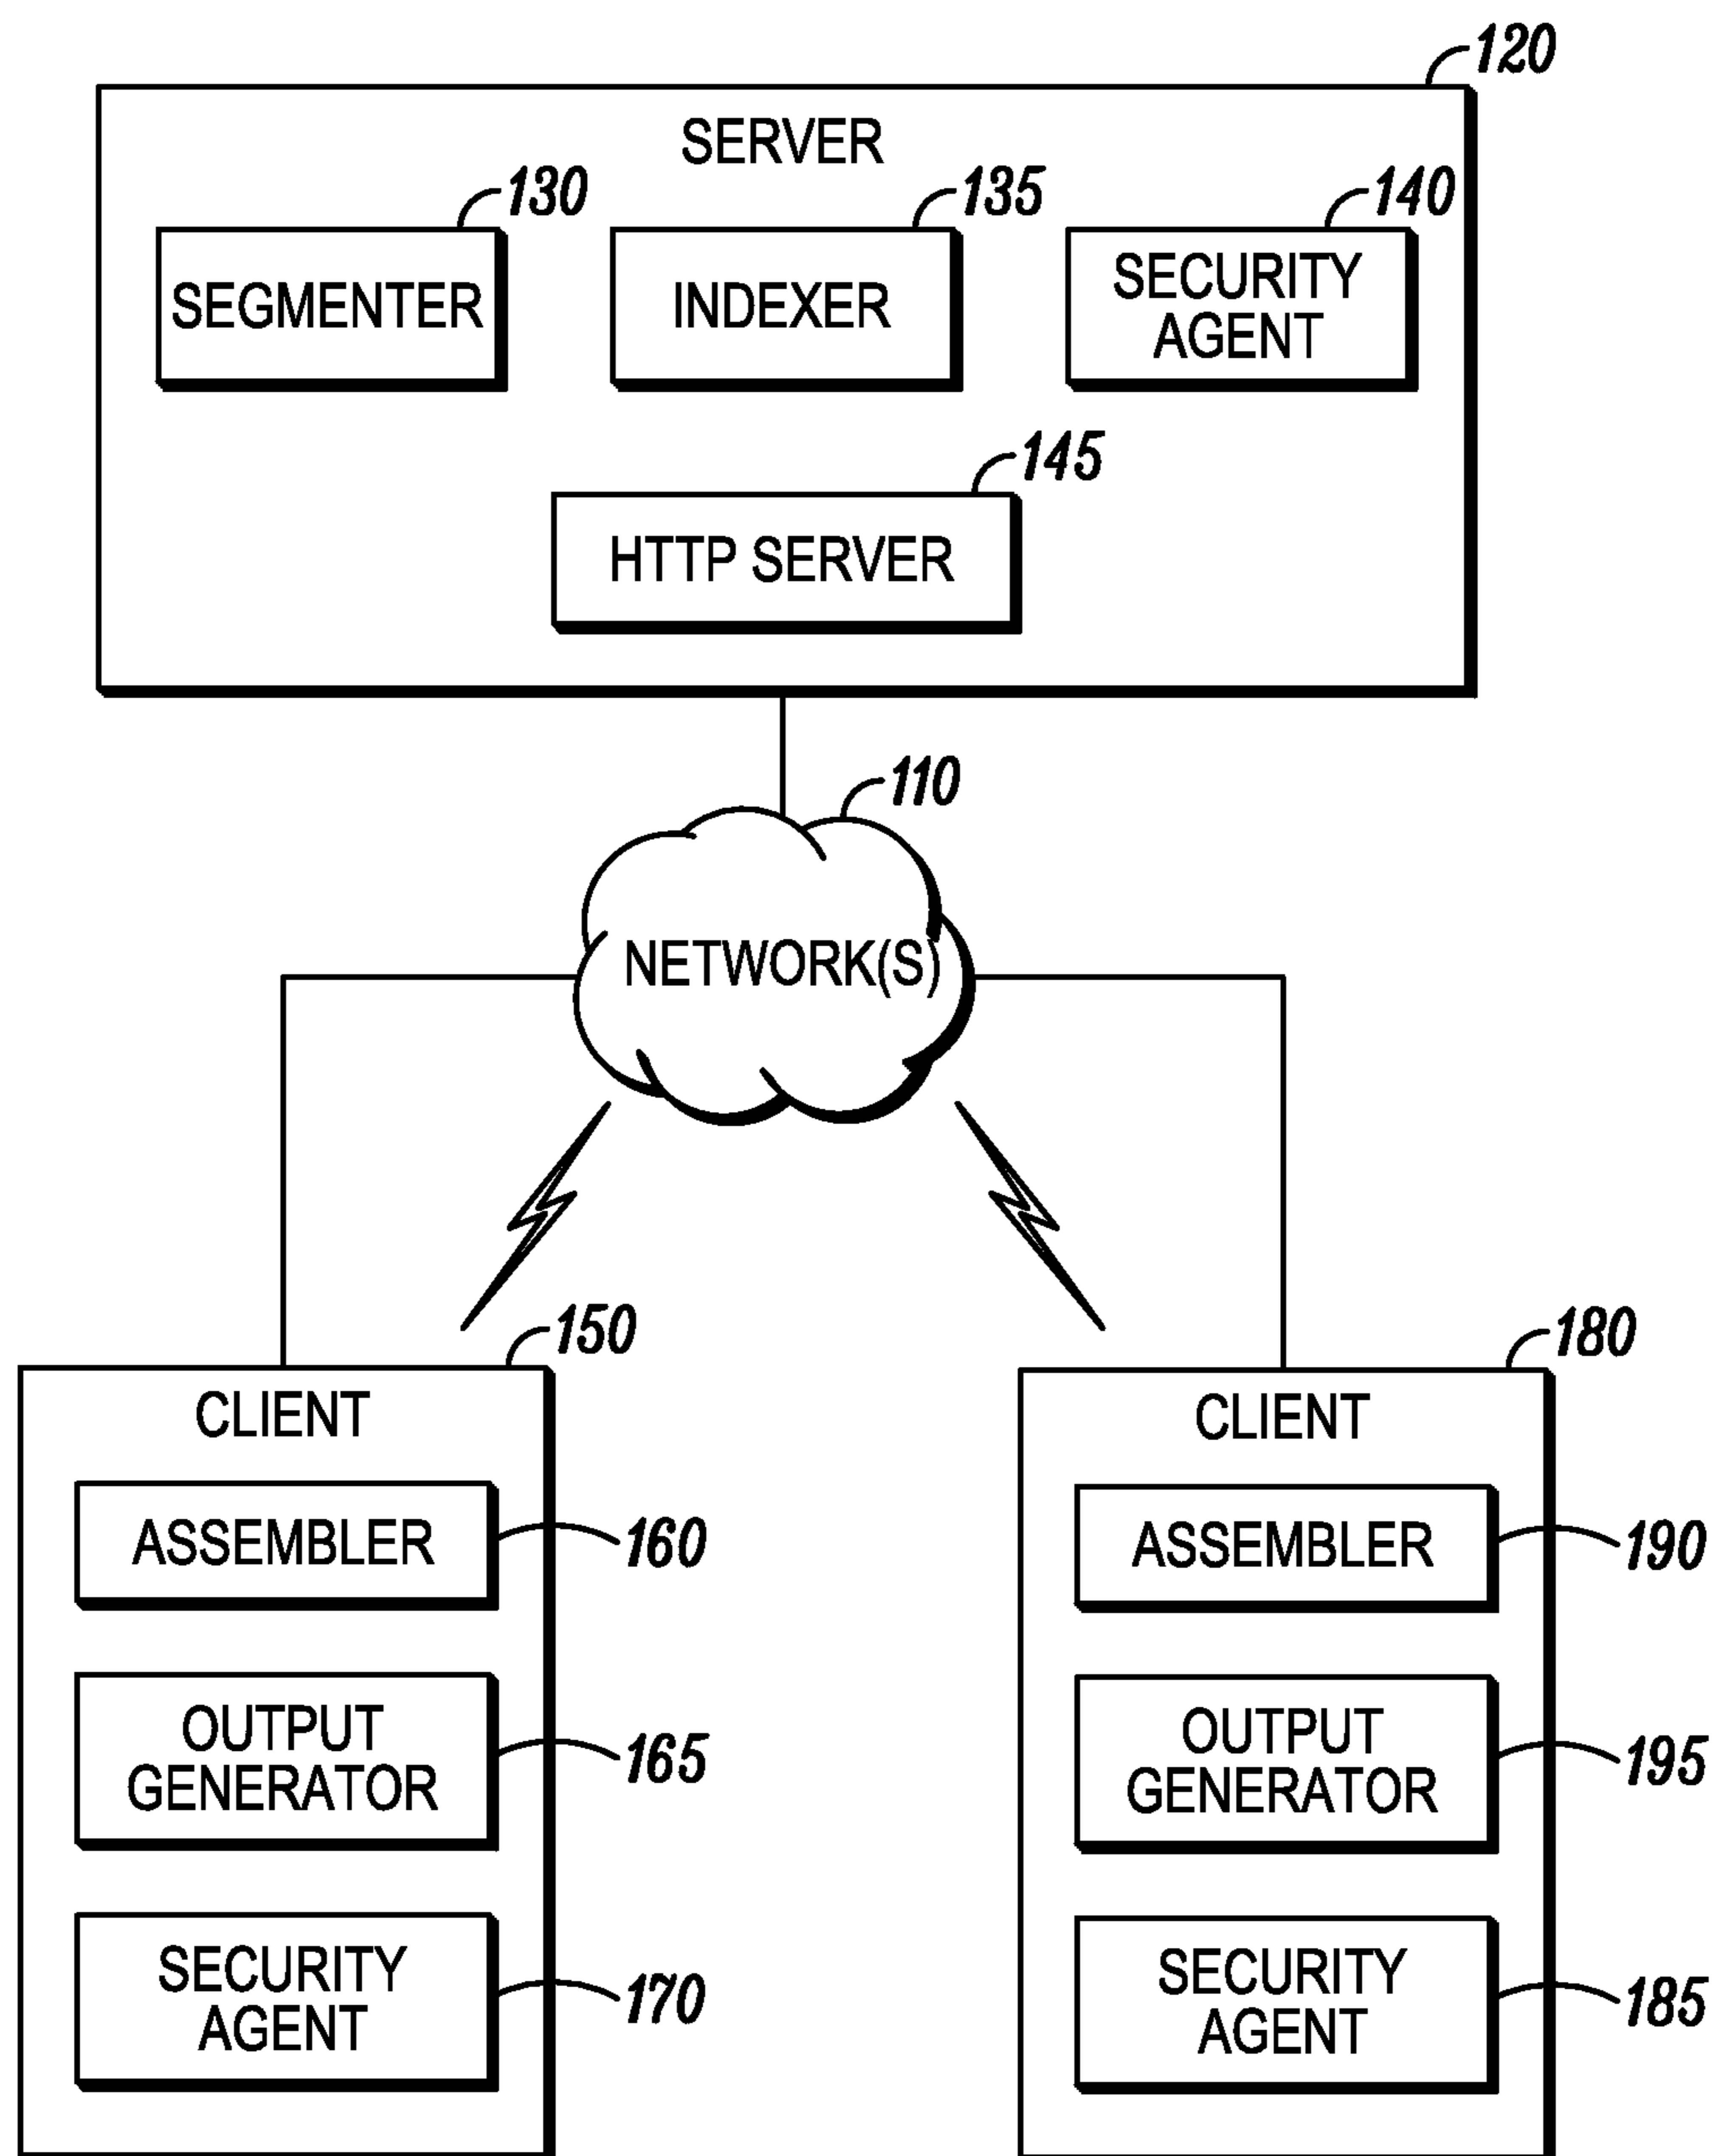 120
SERVER
130
135
140
SEGMENTER
INDEXER
SECURITY
AGENT
145
HTTP SERVER
110
NETWORK(S)
150
180
CLIENT
CLIENT
ASSEMBLER
160
ASSEMBLER
190
OUTPUT
GENERATOR
165
OUTPUT
GENERATOR
195
SECURITY
AGENT
170
SECURITY
AGENT
185